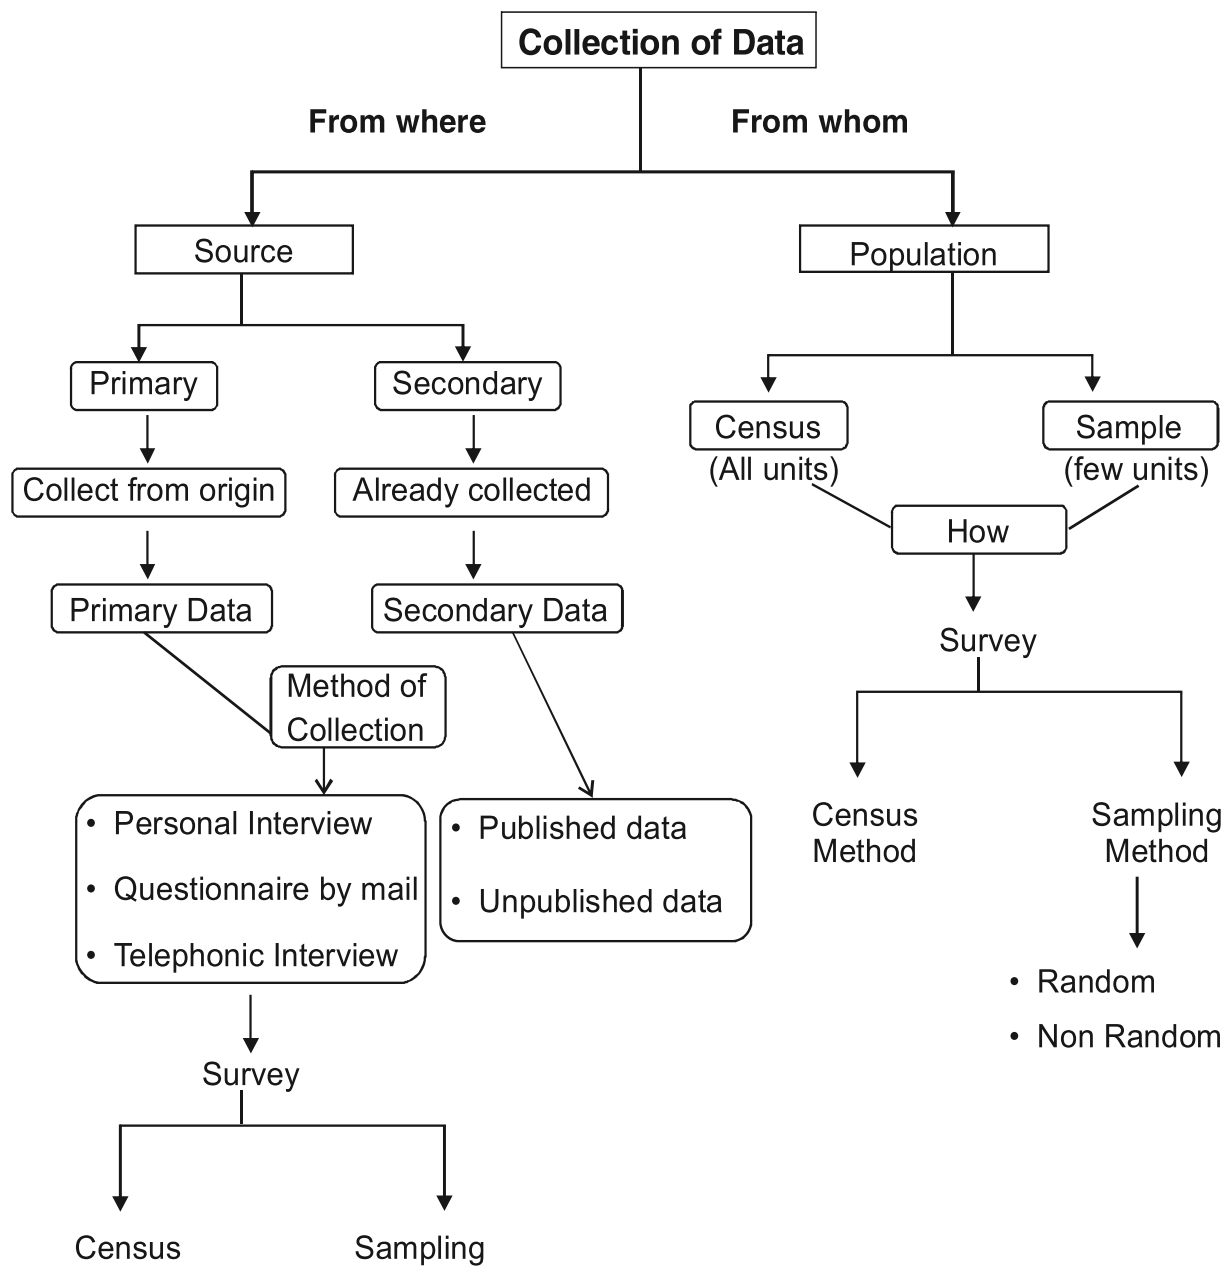 Collection of Data
From where
From whom
Source
Population
Primary
Secondary
Census
(All units)
Sample
(few units)
Collect from origin
Already collected
How
Primary Data
Secondary Data
Survey
Method of
Collection
• Personal Interview
• Questionnaire by mail
• Telephonic Interview
• Published data
• Unpublished data
Census
Method
Sampling
Method
• Random
• Non Random
Survey
Census
Sampling